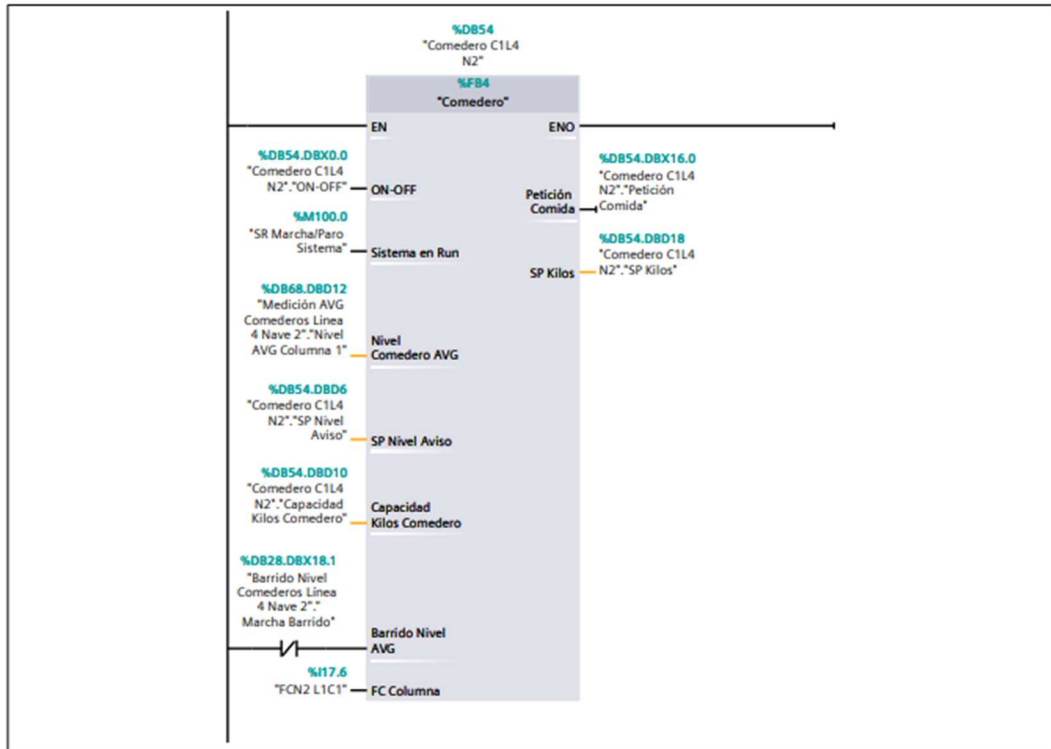 %DB54
"Comedero C1L4
N2"
%FB4
"Comedero"
EN
ENO
%DB54.DBX0.0
"Comedero C1L4
N2"."ON-OFF"
ON-OFF
%DB54.DBX16.0
"Comedero C1L4
N2"."Petición
Comida"
Petición
Comida
%M100.0
"SR Marcha/Paro
Sistema"
Sistema en Run
%DB54.DBD18
"Comedero C1L4
N2"."SP Kilos"
SP Kilos
%DB68.DBD12
"Medición AVG
Comederos Linea
4 Nave 2"."Nivel
AVG Columna 1"
Nivel
Comedero AVG
%DB54.DBD6
"Comedero C1L4
N2"."SP Nivel
Aviso"
SP Nivel Aviso
%DB54.DBD10
"Comedero C1L4
N2"."Capacidad
Kilos Comedero"
Capacidad
Kilos Comedero
%DB28.DBX18.1
"Barrido Nivel
Comederos Línea
4 Nave 2"."
Marcha Barrido"
Barrido Nivel
AVG
%I17.6
"FCN2 L1C1"
FC Columna